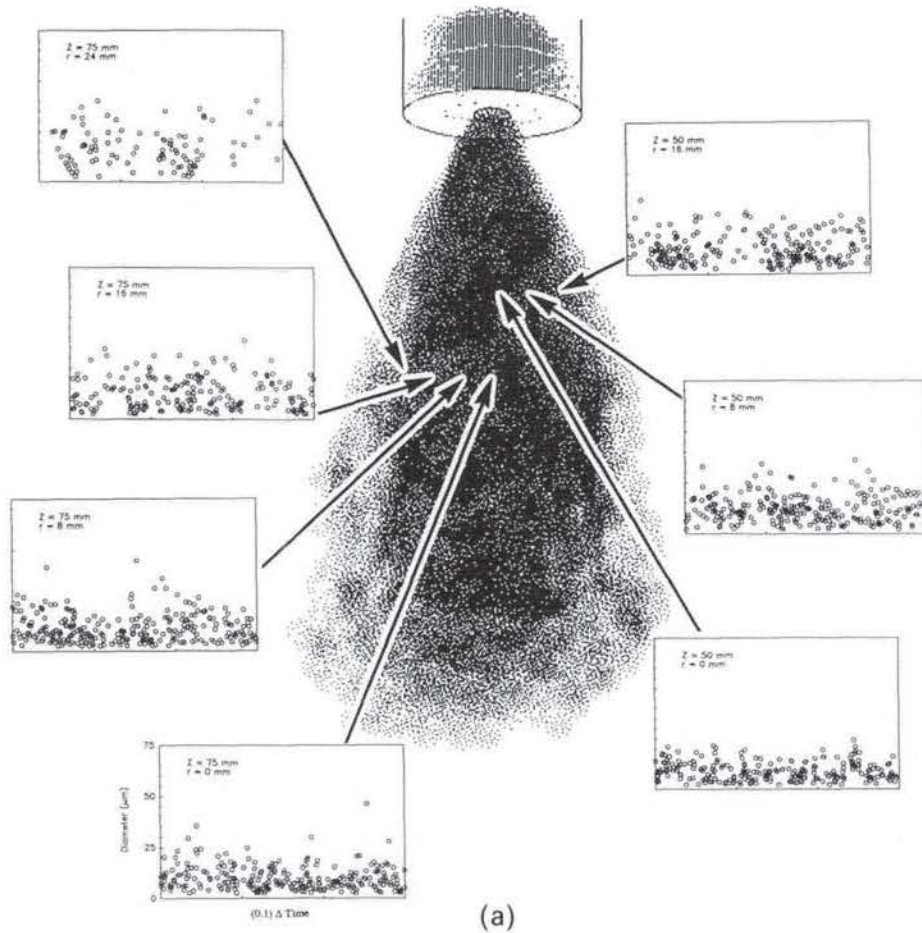 Z = 75 mm
r = 24 mm
Z = 50 mm
r = 16 mm
Z = 75 mm
r = 16 mm
Z = 50 mm
r = 8 mm
Z = 75 mm
r = 8 mm
Z = 50 mm
r = 0 mm
75
Z = 75 mm
r = 0 mm
50
Diameter (μm)
25
0
(0.1) Δ Time
(a)